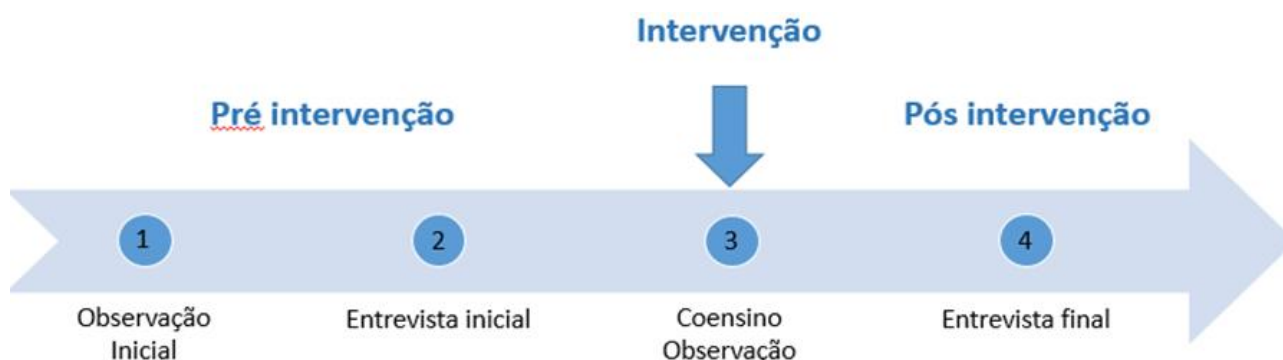 Intervenção
Pré intervenção
Pós intervenção
1
2
3
4
Observação
Inicial
Entrevista inicial
Coensino
Observação
Entrevista final